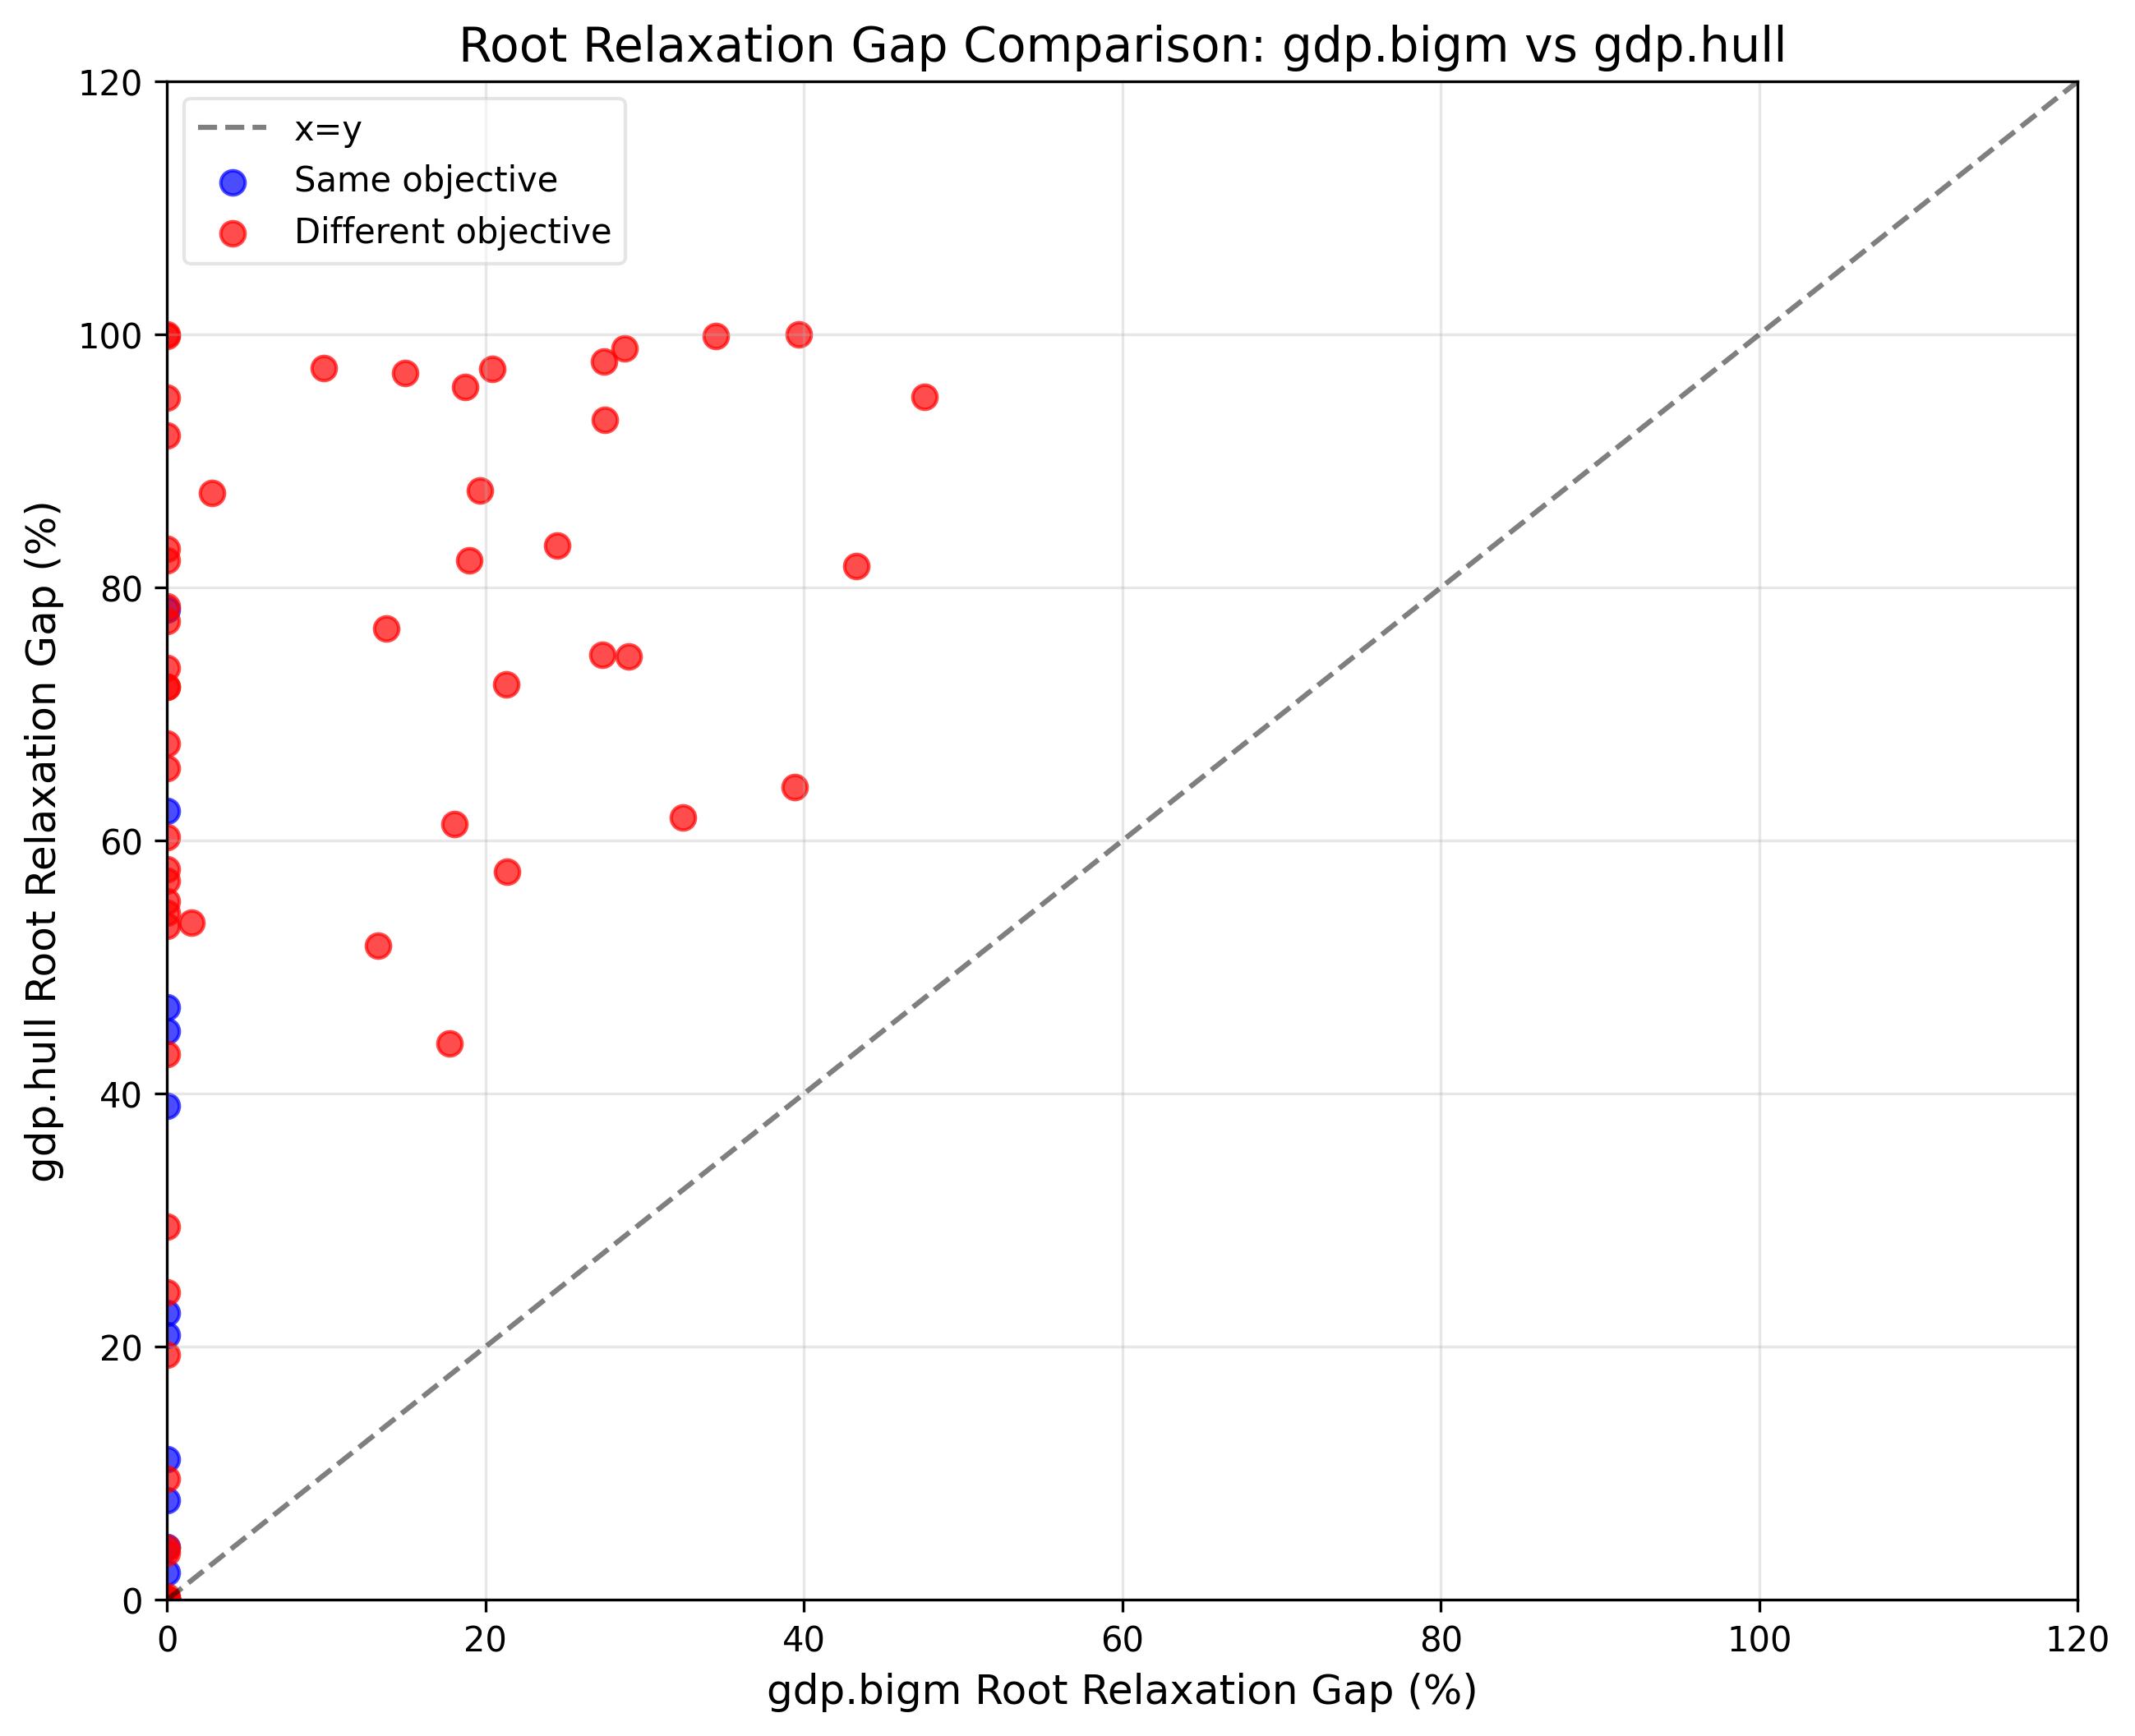 Root Relaxation Gap Comparison: gdp.bigm vs gdp.hull
x=y
Same objective
Different objective
gdp.hull Root Relaxation Gap (%)
120
100
80
60
40
20
0
0 20 40 60 80 100 120
gdp.bigm Root Relaxation Gap (%)